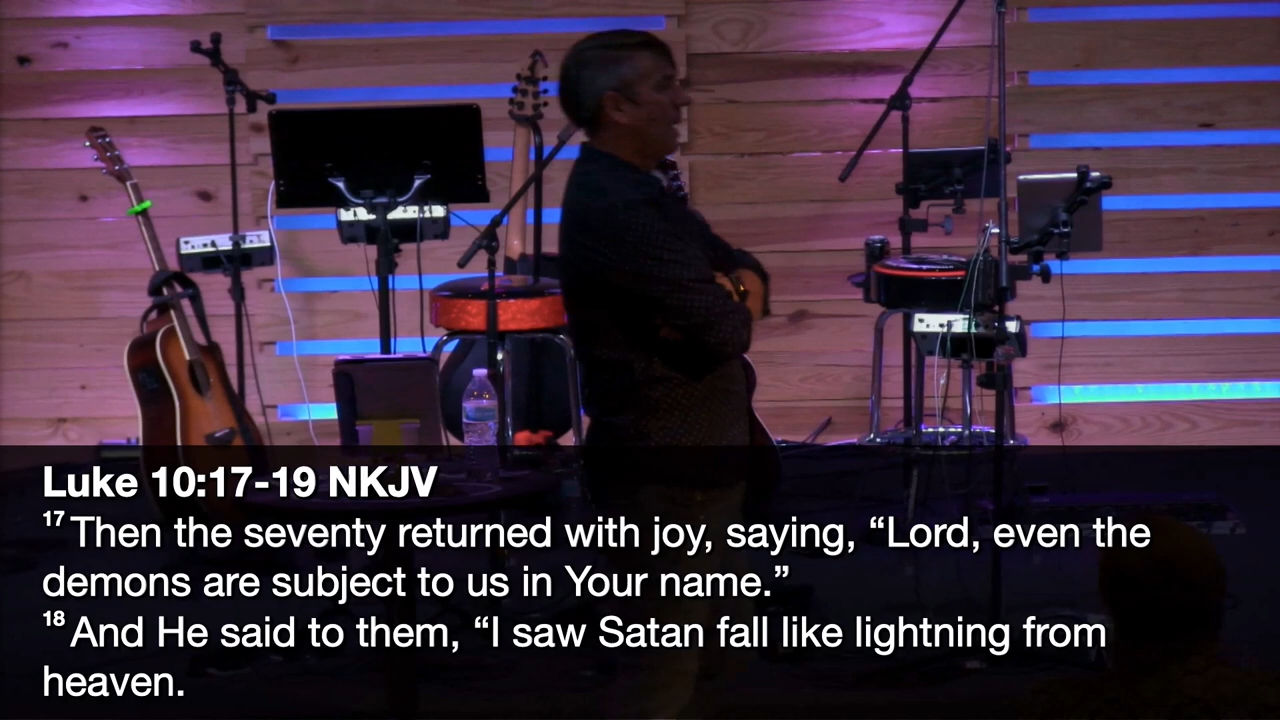 Luke 10:17-19 NKJV
17 Then the seventy returned with joy, saying, “Lord, even the
demons are subject to us in Your name.”
18 And He said to them, “I saw Satan fall like lightning from
heaven.